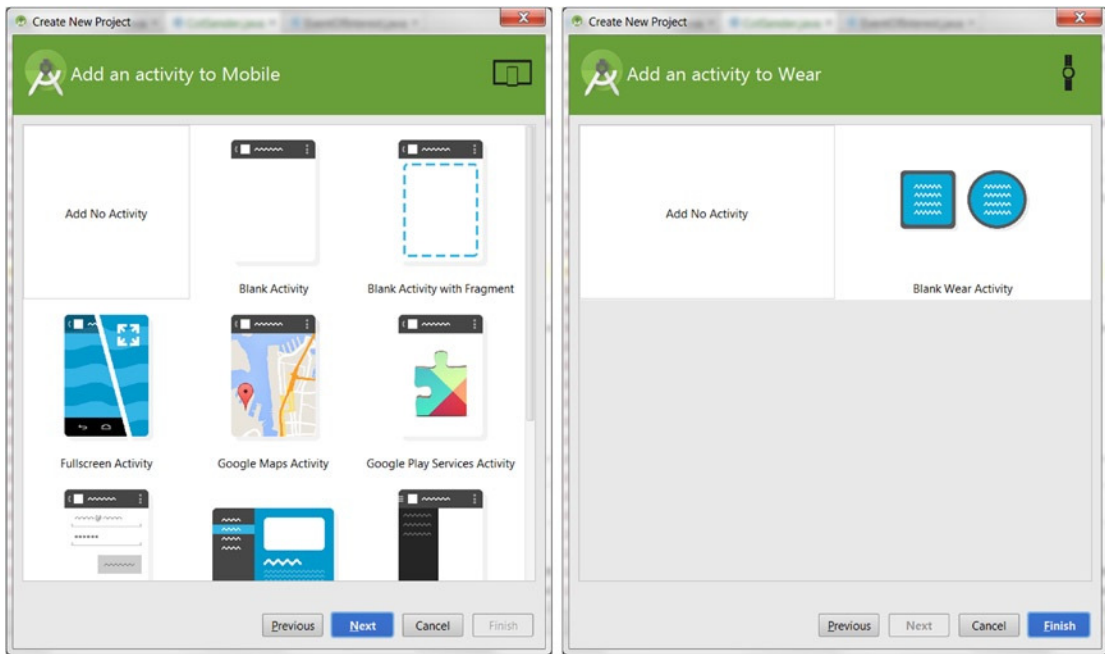 Create New Project
Add an activity to Mobile
Add No Activity
Blank Activity
Blank Activity with Fragment
Fullscreen Activity
Google Maps Activity
Google Play Services Activity
Previous
Next
Cancel
Finish
Create New Project
Add an activity to Wear
Add No Activity
Blank Wear Activity
Previous
Next
Cancel
Finish